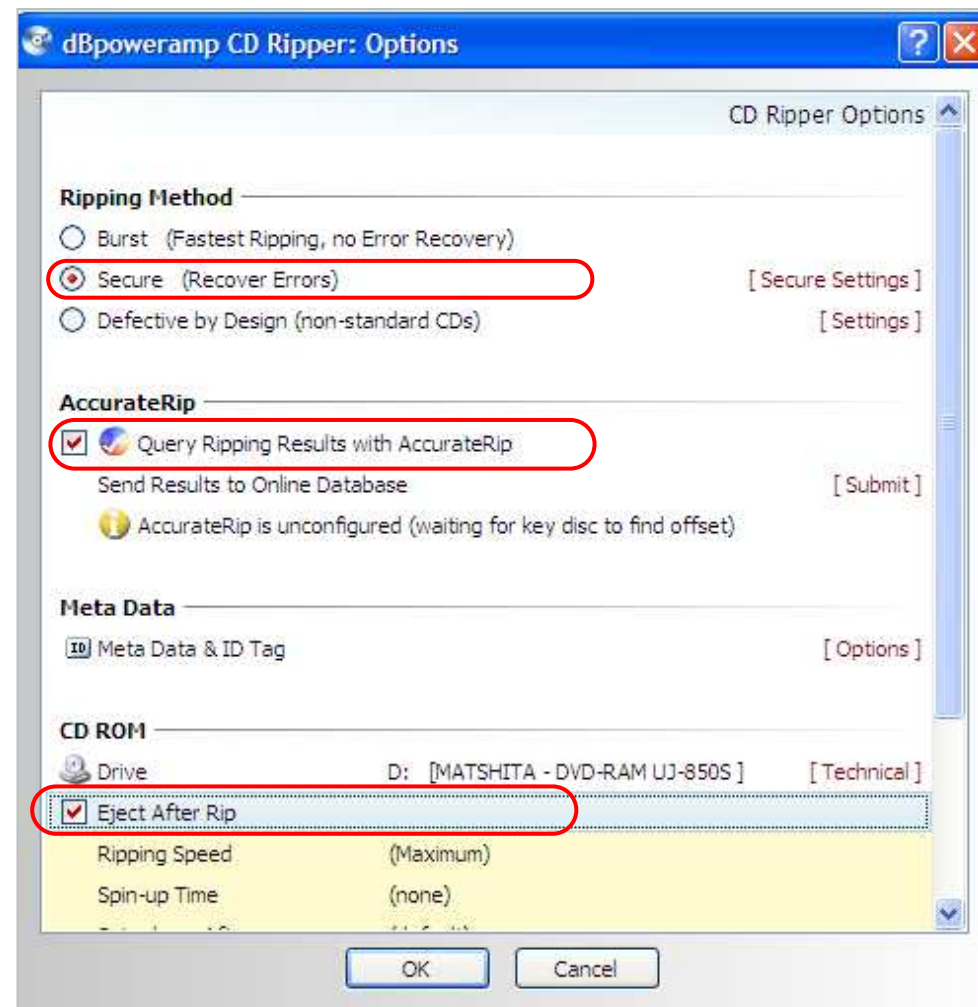 dBpoweramp CD Ripper: Options
CD Ripper Options
Ripping Method
Burst (Fastest Ripping, no Error Recovery)
Secure (Recover Errors) [ Secure Settings ]
Defective by Design (non-standard CDs) [ Settings ]
AccurateRip
Query Ripping Results with AccurateRip
Send Results to Online Database [ Submit ]
AccurateRip is unconfigured (waiting for key disc to find offset)
Meta Data
ID Meta Data & ID Tag [ Options ]
CD ROM
Drive D: [MATSHITA - DVD-RAM UJ-850S ] [ Technical ]
Eject After Rip
Ripping Speed (Maximum)
Spin-up Time (none)
OK Cancel